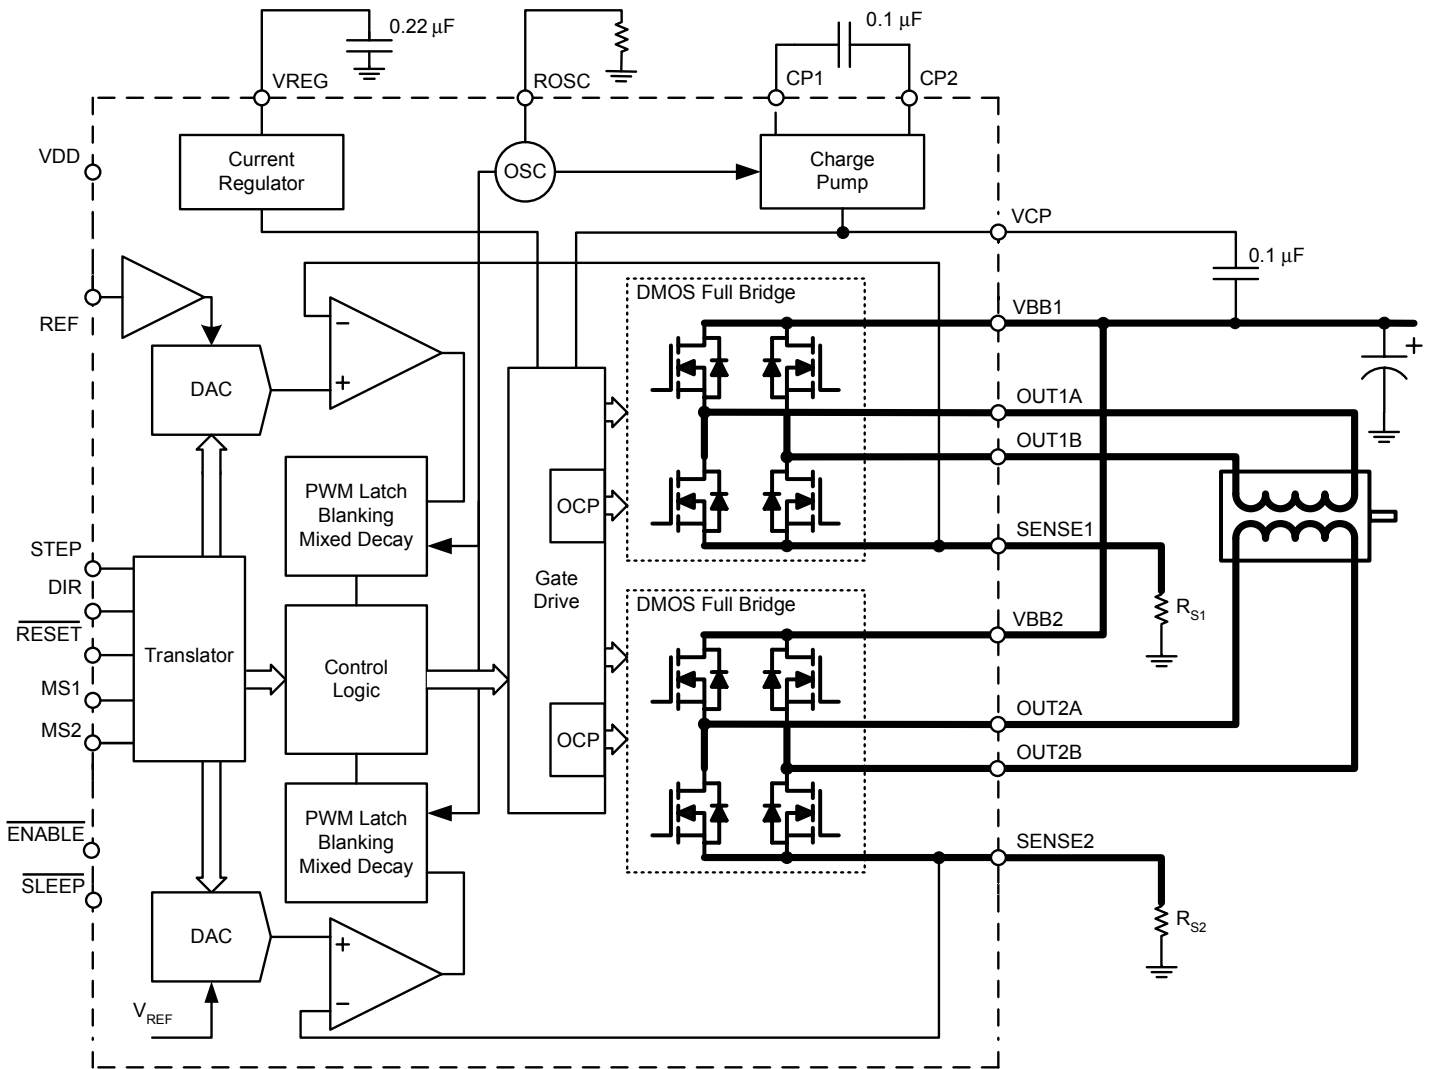 0.22 μF
0.1 μF
VREG
ROSC
CP1
CP2
VDD
Current
Regulator
OSC
Charge
Pump
VCP
0.1 μF
REF
DMOS Full Bridge
VBB1
−
+
+
DAC
OUT1A
OUT1B
PWM Latch
Blanking
Mixed Decay
OCP
SENSE1
STEP
DIR
RESET
MS1
MS2
Translator
Control
Logic
Gate
Drive
DMOS Full Bridge
RS1
VBB2
OUT2A
OCP
OUT2B
ENABLE
SLEEP
PWM Latch
Blanking
Mixed Decay
SENSE2
DAC
+
−
RS2
VREF